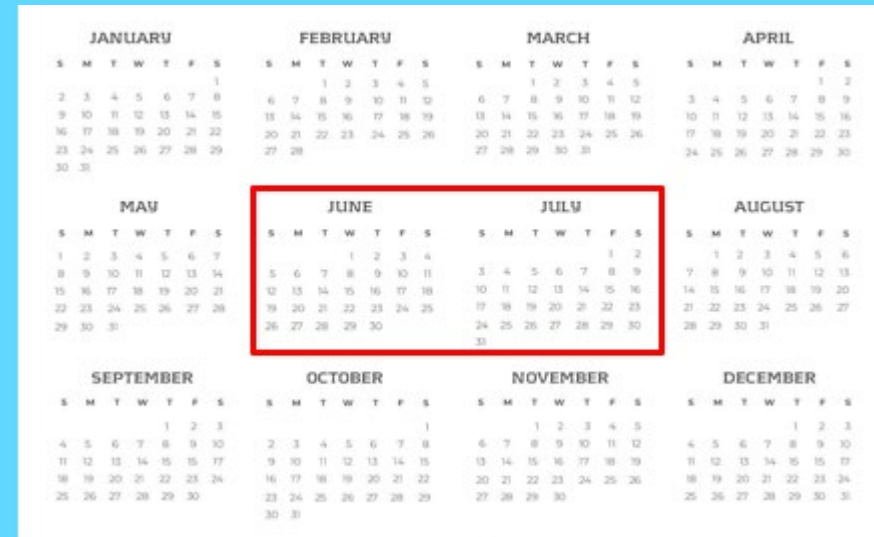 JANUARY
S M T W T F S
1
2 3 4 5 6 7 8
9 10 11 12 13 14 15
16 17 18 19 20 21 22
23 24 25 26 27 28 29
30 31
FEBRUARY
S M T W T F S
1 2 3 4 5
6 7 8 9 10 11 12
13 14 15 16 17 18 19
20 21 22 23 24 25 26
27 28
MARCH
S M T W T F S
1 2 3 4 5
6 7 8 9 10 11 12
13 14 15 16 17 18 19
20 21 22 23 24 25 26
27 28 29 30 31
APRIL
S M T W T F S
1 2
3 4 5 6 7 8 9
10 11 12 13 14 15 16
17 18 19 20 21 22 23
24 25 26 27 28 29 30
MAY
S M T W T F S
1 2 3 4 5 6 7
8 9 10 11 12 13 14
15 16 17 18 19 20 21
22 23 24 25 26 27 28
29 30 31
JUNE
S M T W T F S
1 2 3 4
5 6 7 8 9 10 11
12 13 14 15 16 17 18
19 20 21 22 23 24 25
26 27 28 29 30
JULY
S M T W T F S
1 2
3 4 5 6 7 8 9
10 11 12 13 14 15 16
17 18 19 20 21 22 23
24 25 26 27 28 29 30
31
AUGUST
S M T W T F S
1 2 3 4 5 6
7 8 9 10 11 12 13
14 15 16 17 18 19 20
21 22 23 24 25 26 27
28 29 30 31
SEPTEMBER
S M T W T F S
1 2 3
4 5 6 7 8 9 10
11 12 13 14 15 16 17
18 19 20 21 22 23 24
25 26 27 28 29 30
OCTOBER
S M T W T F S
1
2 3 4 5 6 7 8
9 10 11 12 13 14 15
16 17 18 19 20 21 22
23 24 25 26 27 28 29
30 31
NOVEMBER
S M T W T F S
1 2 3 4 5
6 7 8 9 10 11 12
13 14 15 16 17 18 19
20 21 22 23 24 25 26
27 28 29 30
DECEMBER
S M T W T F S
1 2 3
4 5 6 7 8 9 10
11 12 13 14 15 16 17
18 19 20 21 22 23 24
25 26 27 28 29 30 31